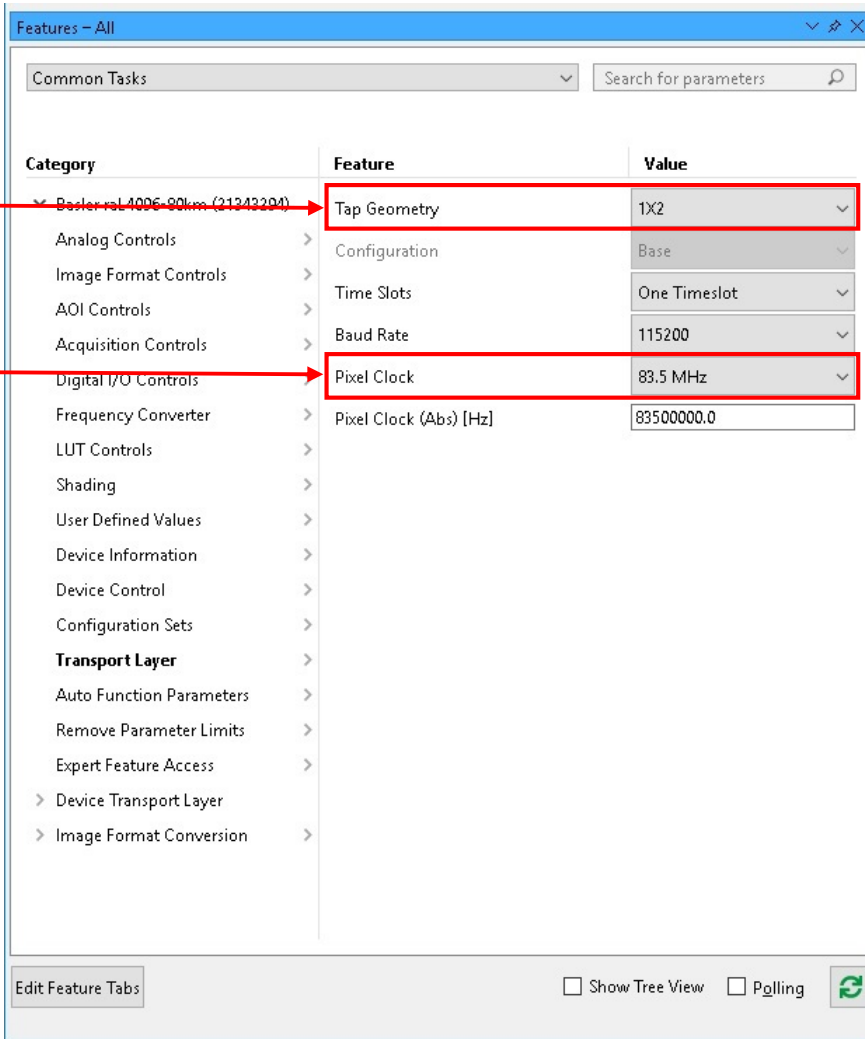 Features – All
Common Tasks
Search for parameters
Category Feature Value
Basler raL4096-80km (21343294) Tap Geometry 1X2
Analog Controls
Configuration Base
Image Format Controls
Time Slots One Timeslot
AOI Controls
Baud Rate 115200
Acquisition Controls
Digital I/O Controls Pixel Clock 83.5 MHz
Frequency Converter Pixel Clock (Abs) [Hz] 83500000.0
LUT Controls
Shading
User Defined Values
Device Information
Device Control
Configuration Sets
Transport Layer
Auto Function Parameters
Remove Parameter Limits
Expert Feature Access
Device Transport Layer
Image Format Conversion
Edit Feature Tabs Show Tree View Polling